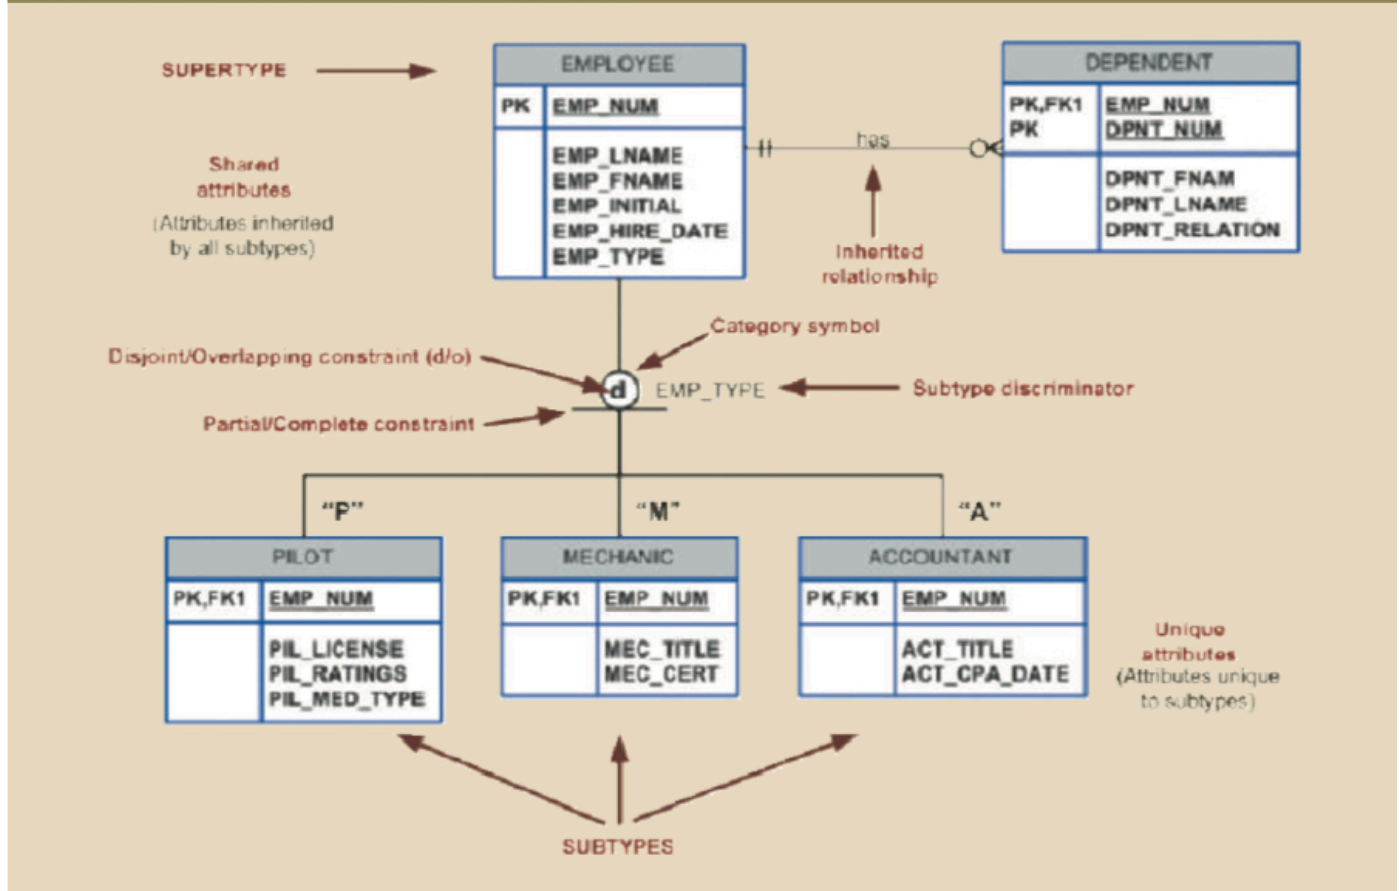 SUPERTYPE
EMPLOYEE
PK EMP_NUM
EMP_LNAME
EMP_FNAME
EMP_INITIAL
EMP_HIRE_DATE
EMP_TYPE
has
DEPENDENT
PK,FK1 EMP_NUM
PK DPNT_NUM
DPNT_FNAM
DPNT_LNAME
DPNT_RELATION
Shared
attributes
(Attributes inherited
by all subtypes)
Inherited
relationship
Category symbol
Disjoint/Overlapping constraint (d/o)
d
EMP_TYPE
Subtype discriminator
Partial/Complete constraint
“P”
“M”
“A”
PILOT
PK,FK1 EMP_NUM
PIL_LICENSE
PIL_RATINGS
PIL_MED_TYPE
MECHANIC
PK,FK1 EMP_NUM
MEC_TITLE
MEC_CERT
ACCOUNTANT
PK,FK1 EMP_NUM
ACT_TITLE
ACT_CPA_DATE
Unique
attributes
(Attributes unique
to subtypes)
SUBTYPES